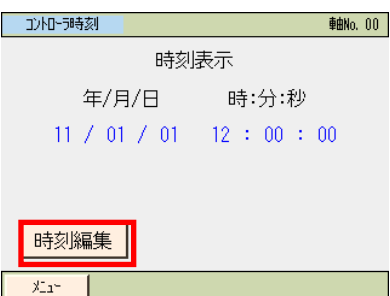 コントローラ時刻 軸No. 00
時刻表示
年/月/日 時:分:秒
11 / 01 / 01 12 : 00 : 00
時刻編集
メニュー